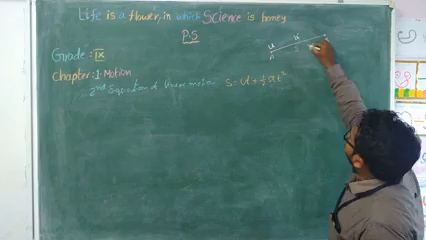 Life is a flower, in which Science is honey
P.S
Grade : IX
Chapter: 1 Motion
2nd Equation of linear motion S = ut + ½ at²
u
A